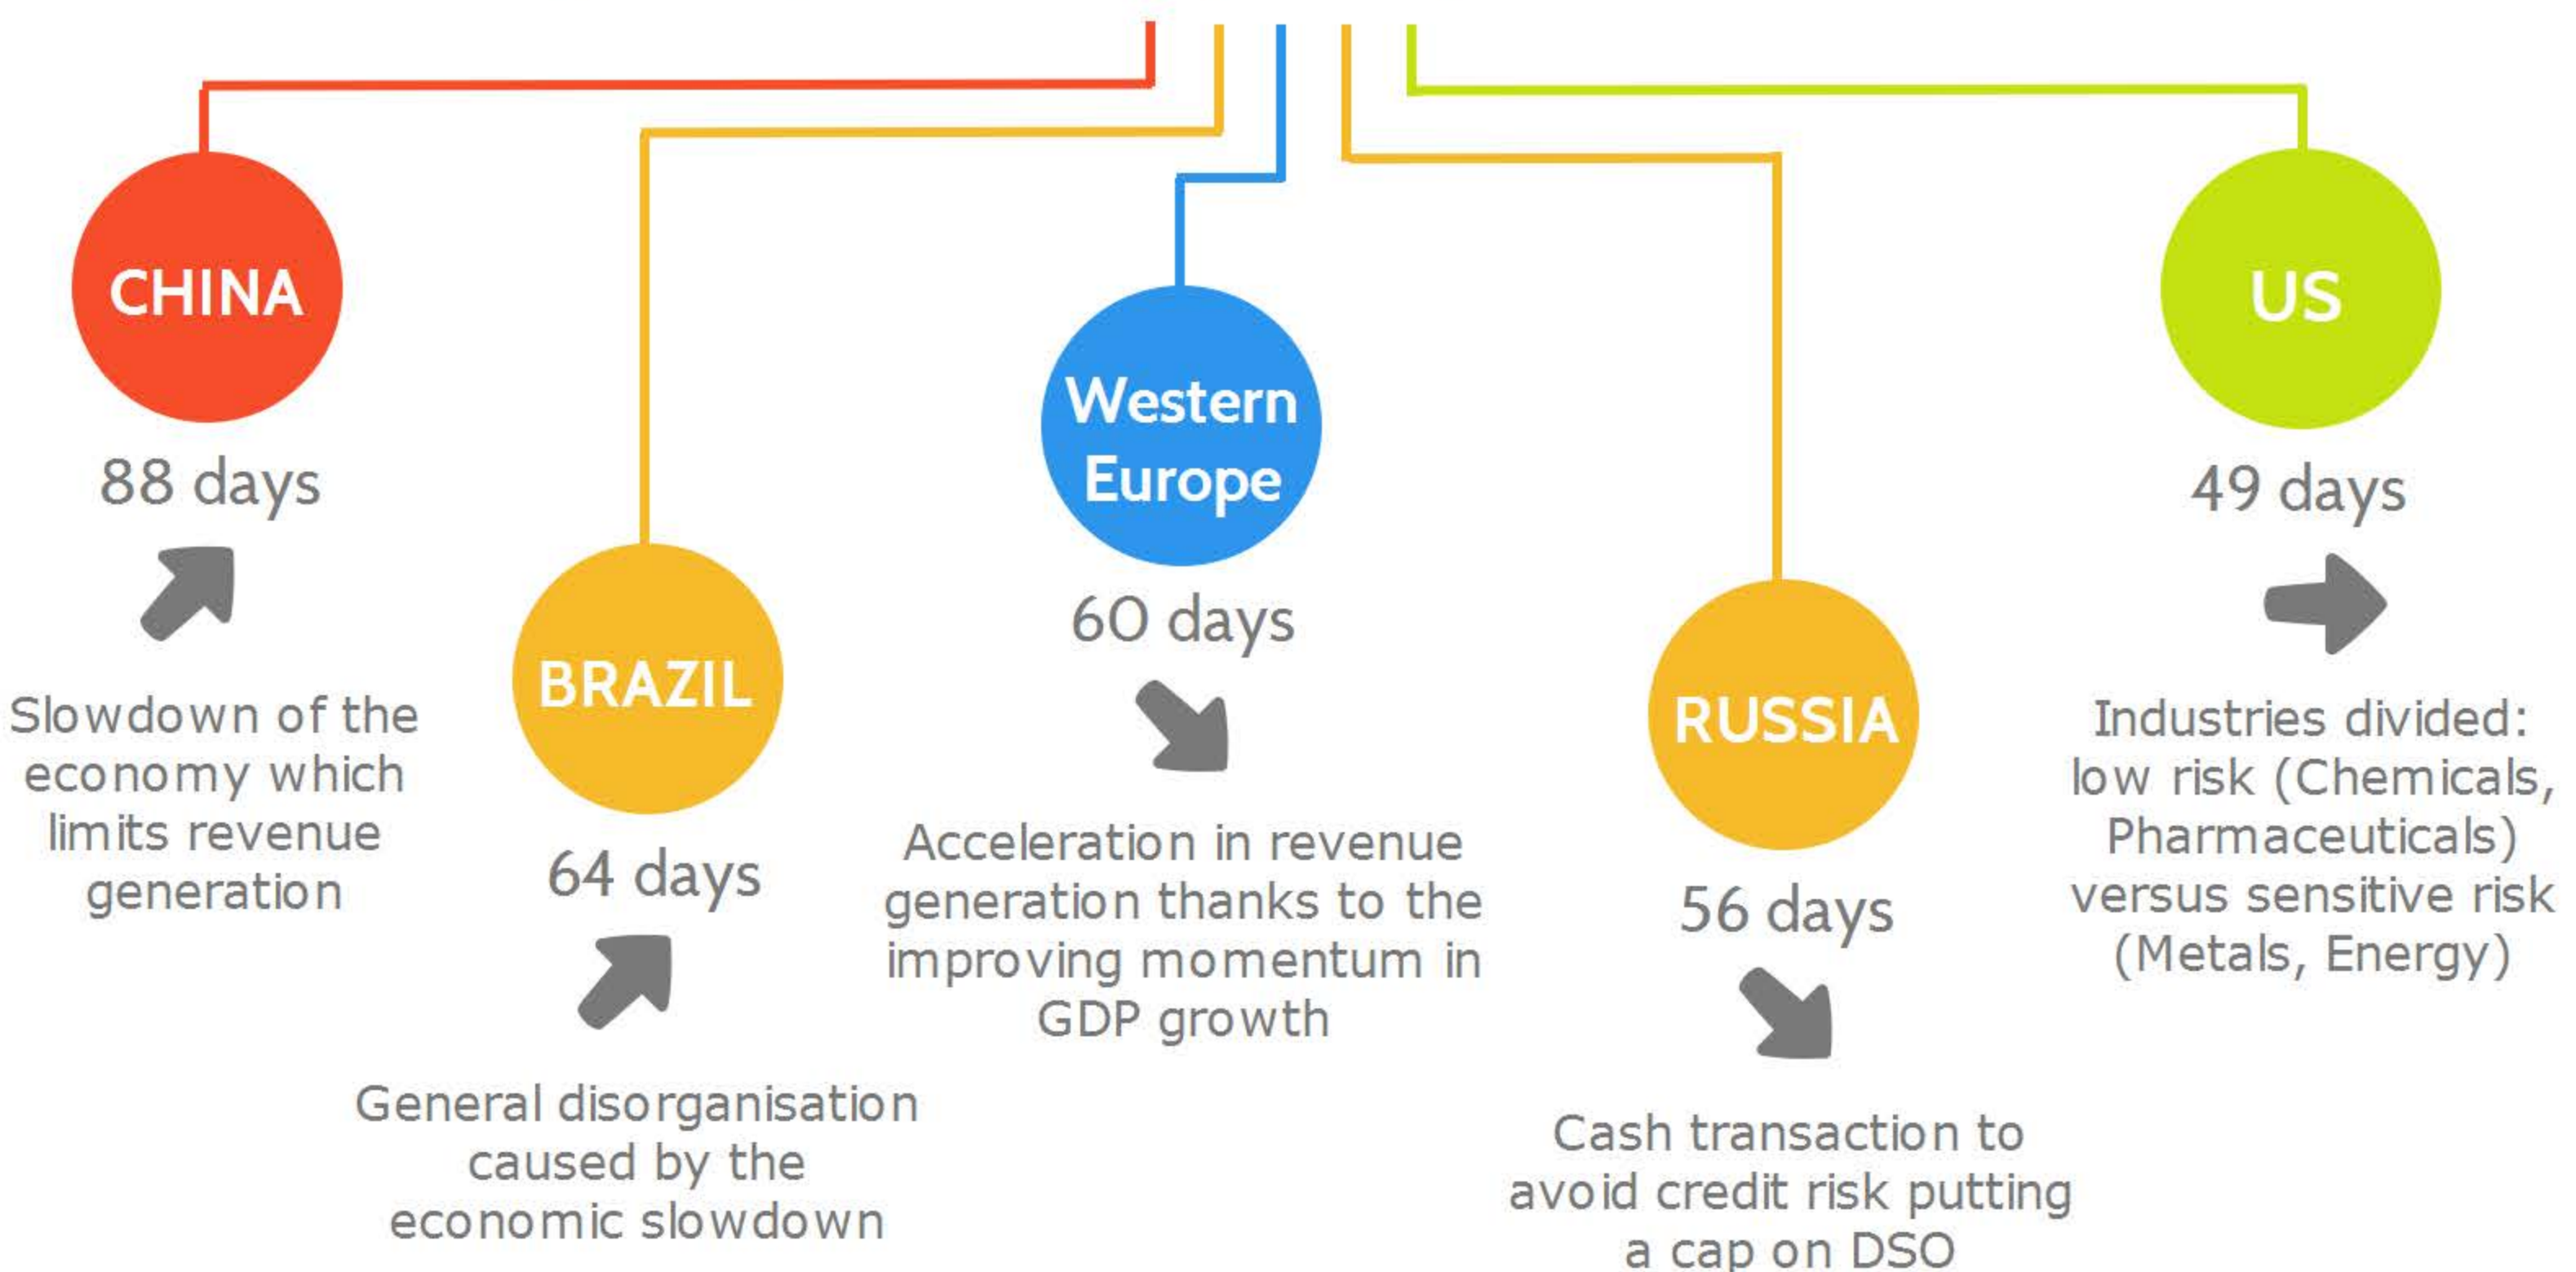 CHINA
88 days
Slowdown of the
economy which
limits revenue
generation
BRAZIL
64 days
General disorganisation
caused by the
economic slowdown
Western
Europe
60 days
Acceleration in revenue
generation thanks to the
improving momentum in
GDP growth
RUSSIA
56 days
Cash transaction to
avoid credit risk putting
a cap on DSO
US
49 days
Industries divided:
low risk (Chemicals,
Pharmaceuticals)
versus sensitive risk
(Metals, Energy)